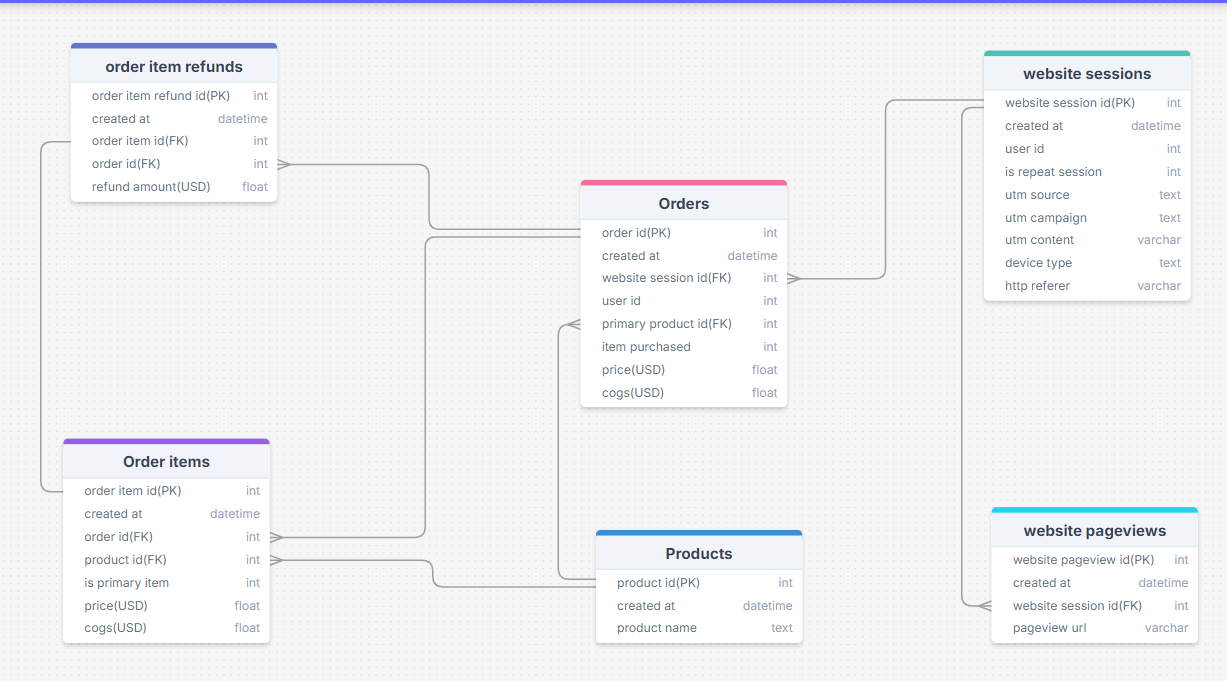 order item refunds
order item refund id(PK) int
created at datetime
order item id(FK) int
order id(FK) int
refund amount(USD) float
website sessions
website session id(PK) int
created at datetime
user id int
is repeat session int
utm source text
utm campaign text
utm content varchar
device type text
http referer varchar
Orders
order id(PK) int
created at datetime
website session id(FK) int
user id int
primary product id(FK) int
item purchased int
price(USD) float
cogs(USD) float
Order items
order item id(PK) int
created at datetime
order id(FK) int
product id(FK) int
is primary item int
price(USD) float
cogs(USD) float
Products
product id(PK) int
created at datetime
product name text
website pageviews
website pageview id(PK) int
created at datetime
website session id(FK) int
pageview url varchar